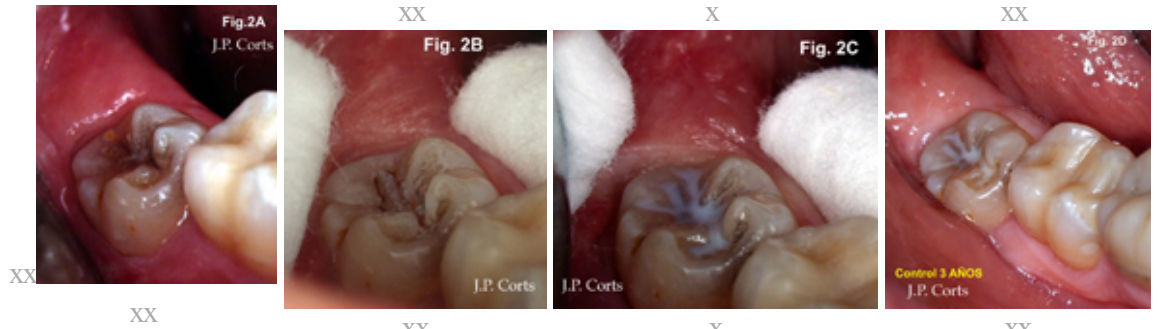 XX
X
XX
Fig.2A
J.P. Corts
Fig. 2B
Fig. 2C
Fig. 2D
J.P. Corts
J.P. Corts
Control 3 AÑOS
J.P. Corts
XX
XX
XX
X
XX